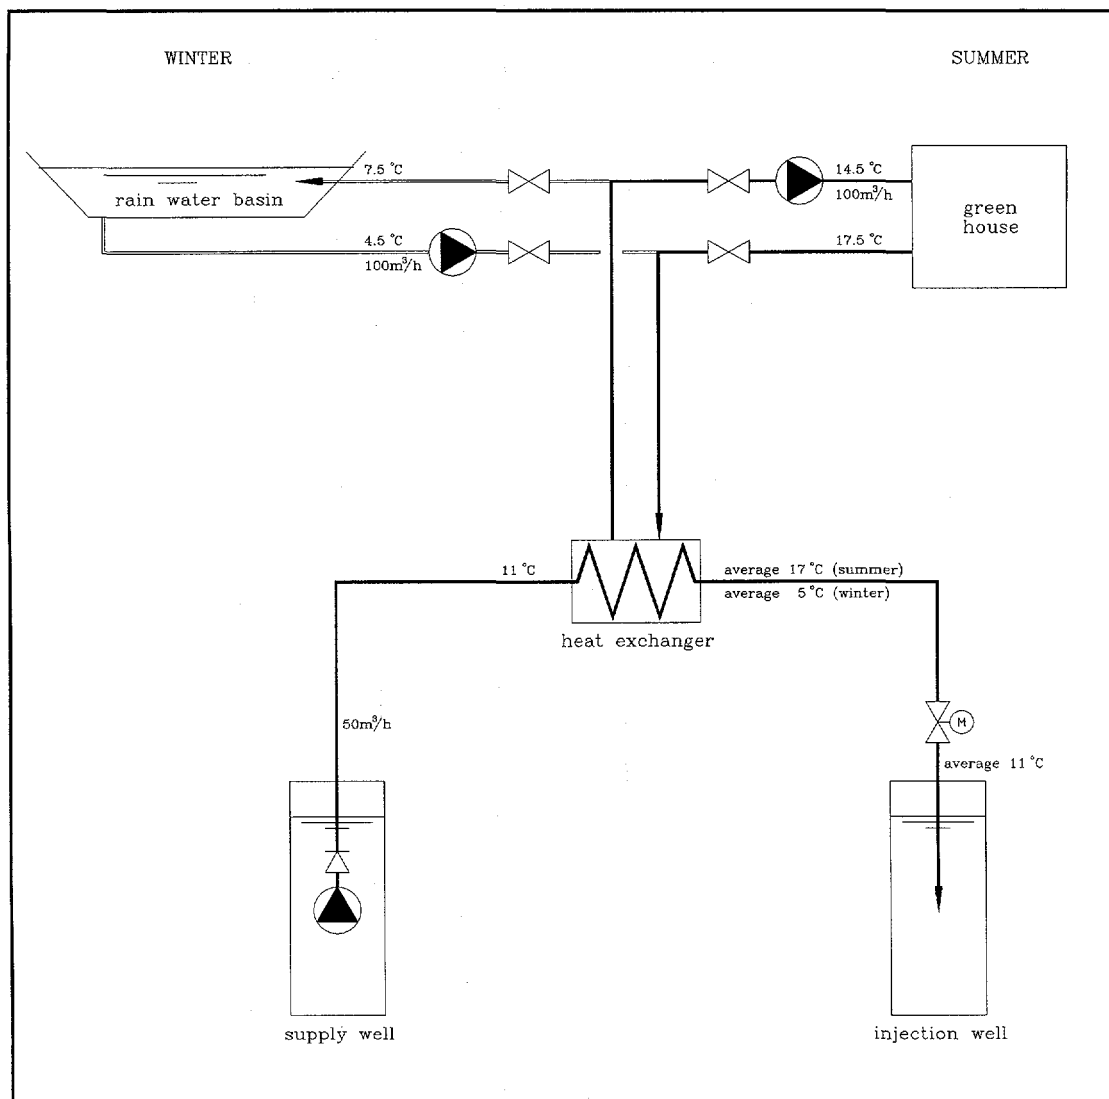 WINTER
SUMMER
7.5 °C
14.5 °C
100m³/h
rain water basin
green
house
4.5 °C
100m³/h
17.5 °C
11 °C
average 17 °C (summer)
average 5 °C (winter)
heat exchanger
50m³/h
M
average 11 °C
supply well
injection well